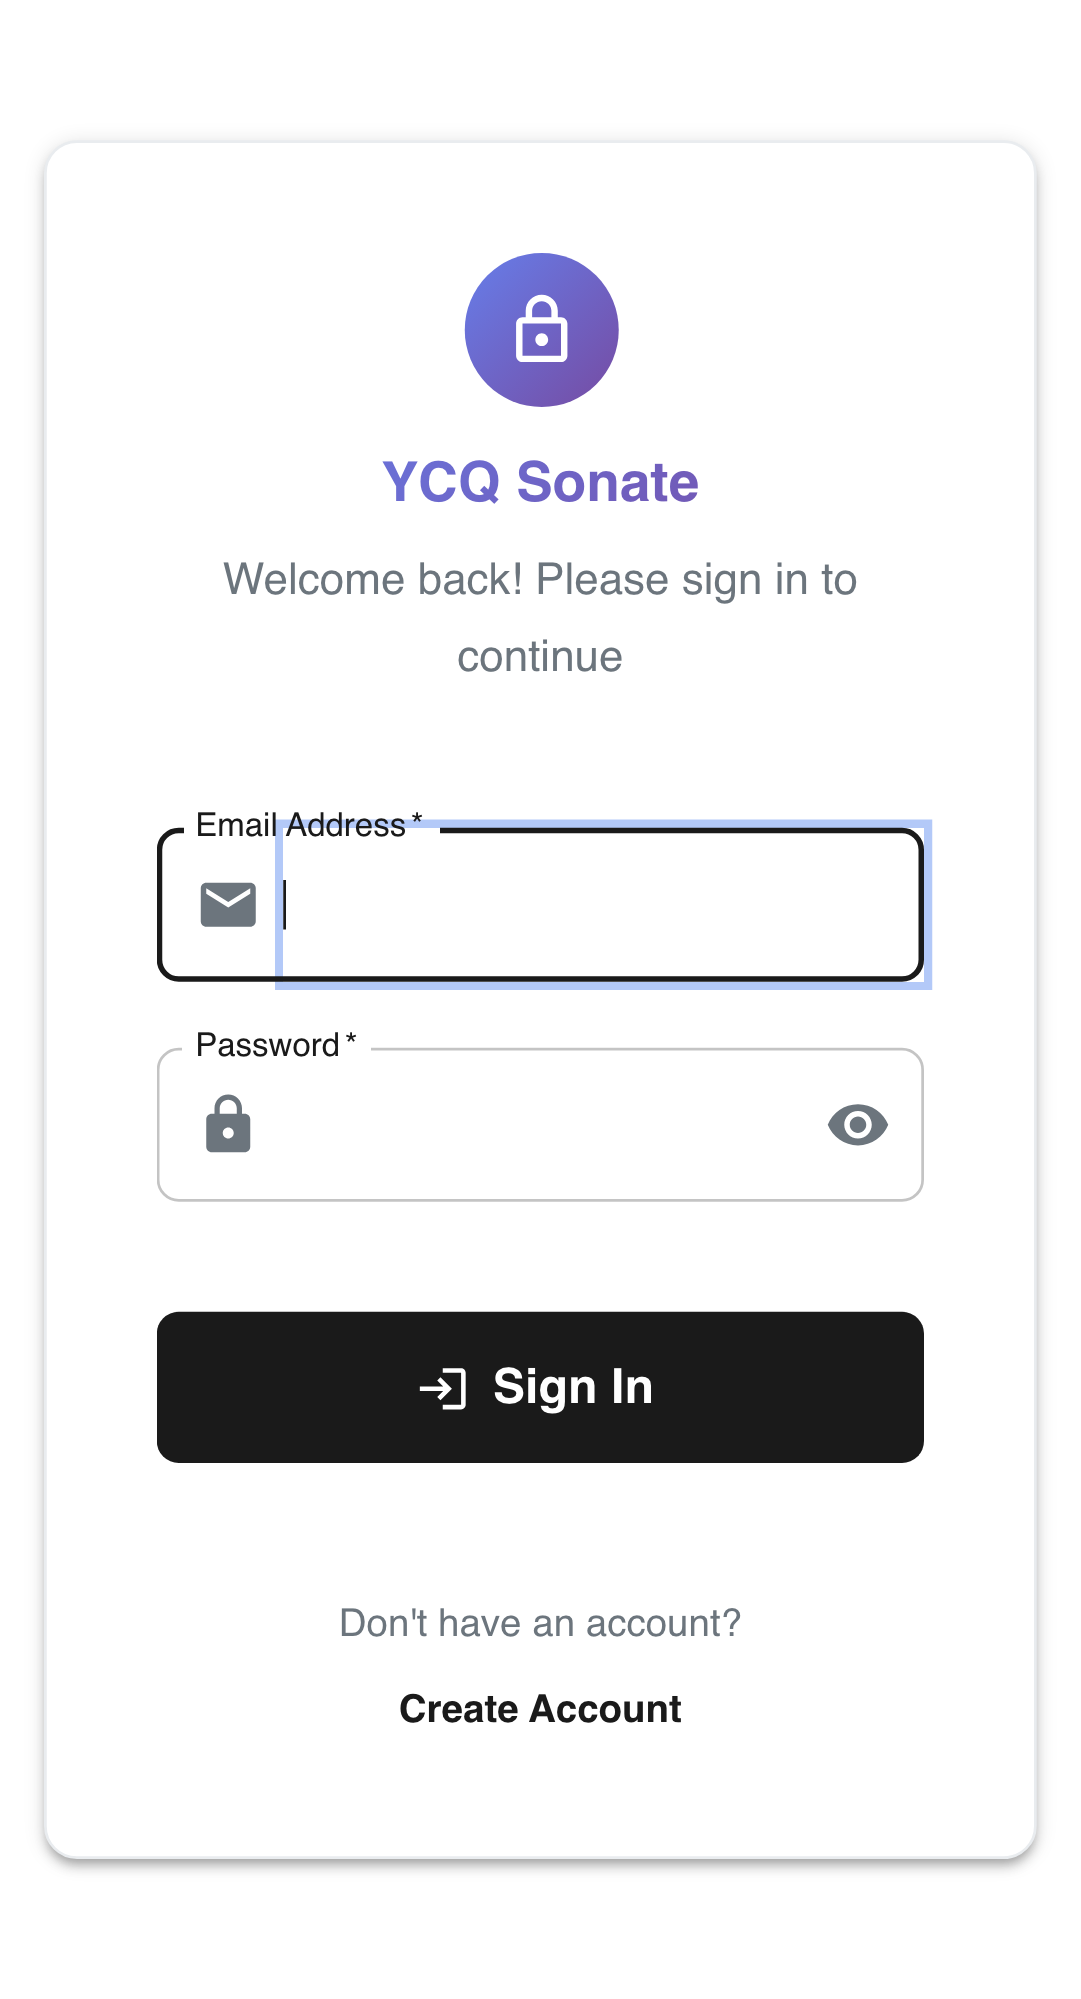 YCQ Sonate
Welcome back! Please sign in to
continue
Email Address *
Password *
Sign In
Don't have an account?
Create Account